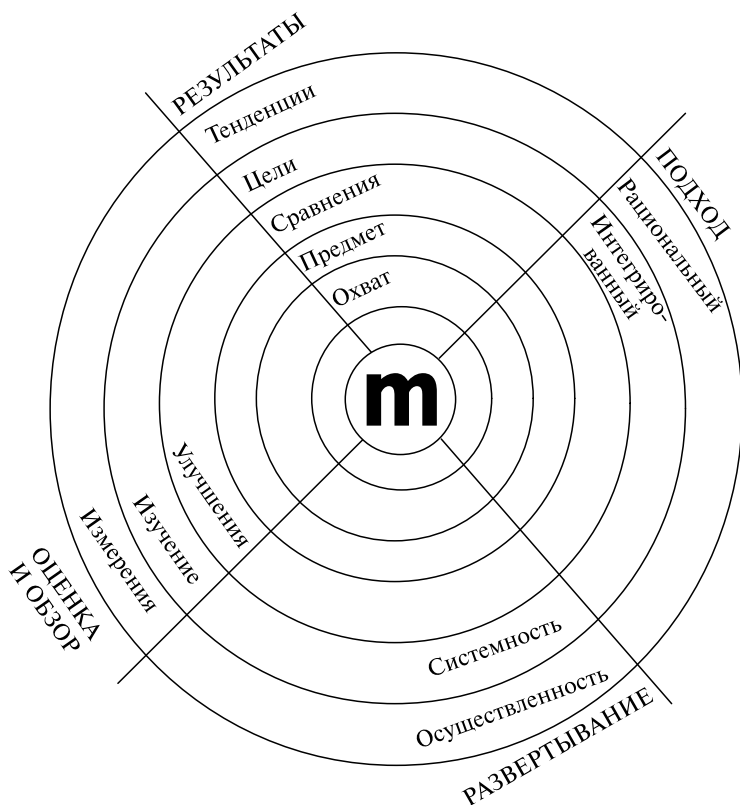 РЕЗУЛЬТАТЫ
Тенденции
Цели
Сравнения
Предмет
Охват
ПОДХОД
Рациональный
Интегриро-
ванный
m
Улучшения
Изучение
Измерения
ОЦЕНКА
И ОБЗОР
Системность
Осуществленность
РАЗВЕРТЫВАНИЕ